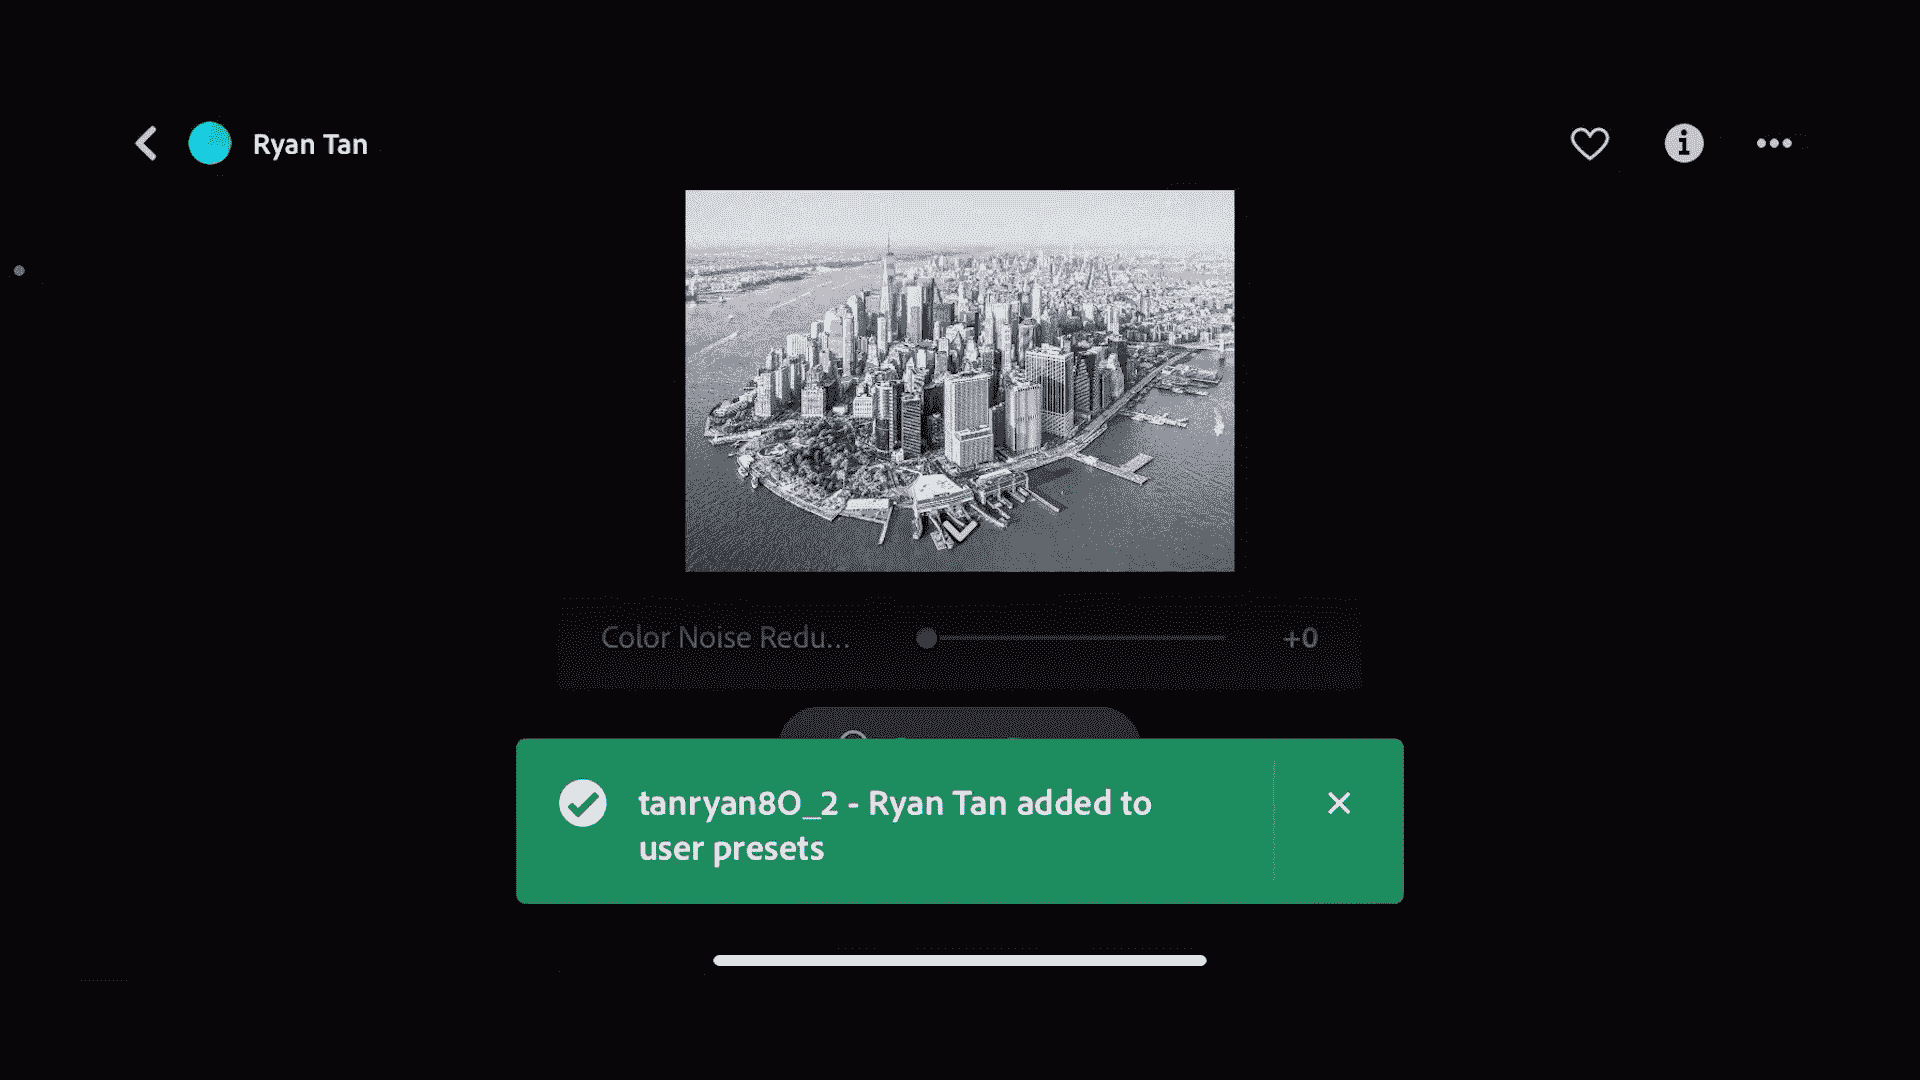 Ryan Tan
Color Noise Redu...
+0
tanryan8O_2 - Ryan Tan added to
user presets